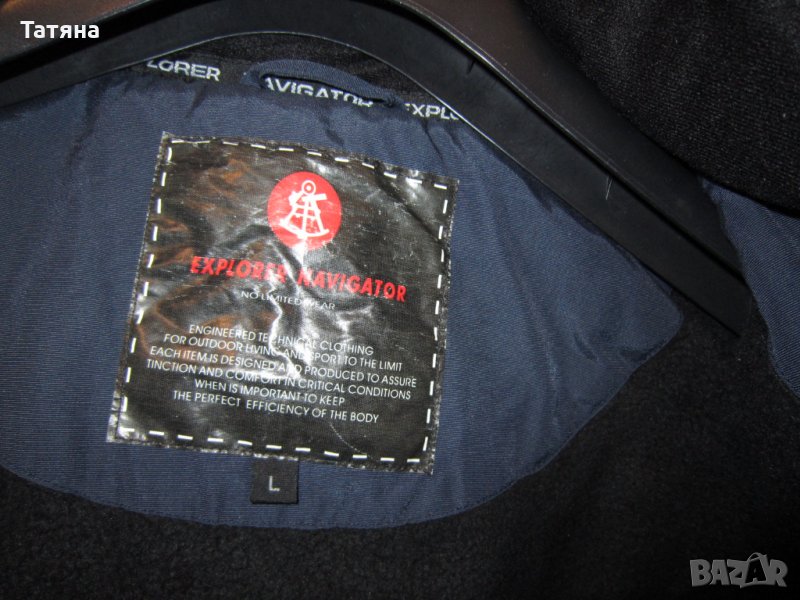 Татяна
LORER
AVIGATOR
EXPLO
EXPLORER NAVIGATOR
NO LIMITED WEAR
ENGINEERED TECHNICAL CLOTHING
FOR OUTDOOR LIVING AND SPORT TO THE LIMIT
EACH ITEM IS DESIGNED AND PRODUCED TO ASSURE
TINCTION AND COMFORT IN CRITICAL CONDITIONS
WHEN IS IMPORTANT TO KEEP
THE PERFECT EFFICIENCY OF THE BODY
L
BAZAR